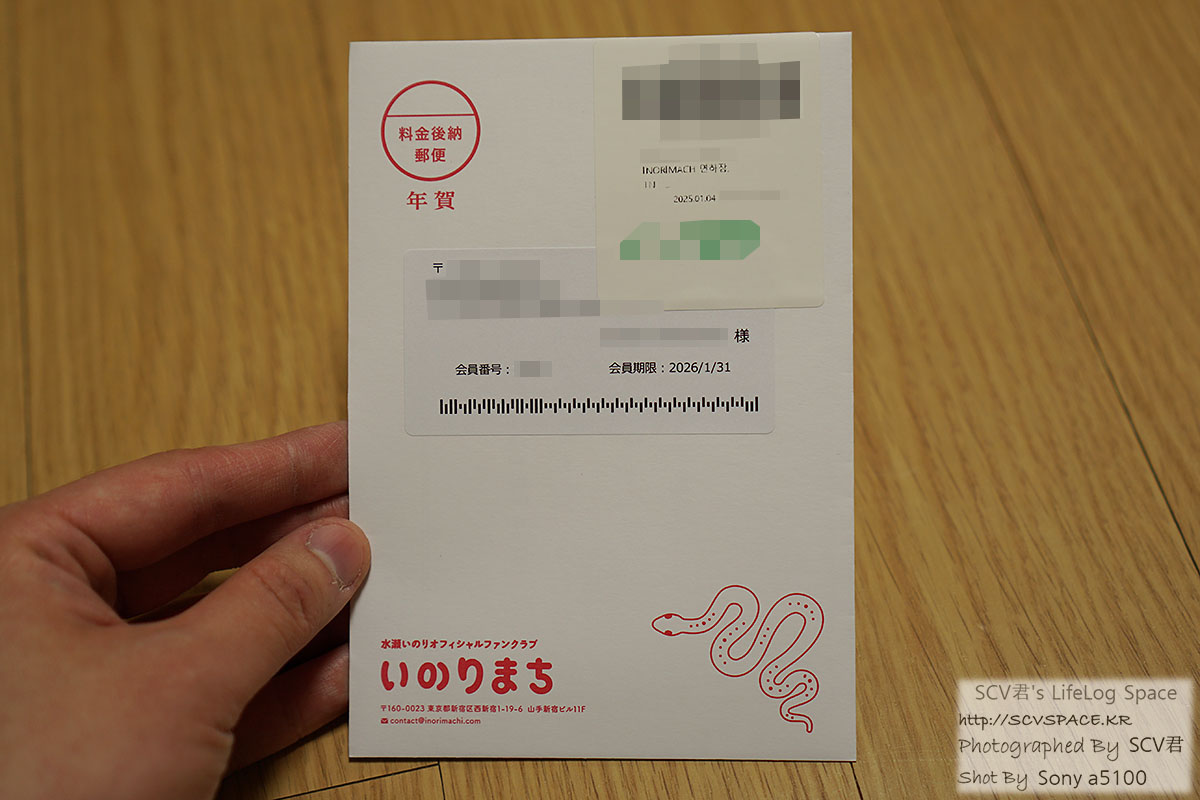 料金後納
郵便
年賀
INORIMACH 연하장.
2025.01.04
〒
様
会員番号：
会員期限：2026/1/31
水瀬いのりオフィシャルファンクラブ
いのりまち
〒160-0023 東京都新宿区西新宿1-19-6 山手新宿ビル11F
contact@inorimachi.com
SCV君's LifeLog Space
http://SCVSPACE.KR
Photographed By SCV君
Shot By Sony a5100